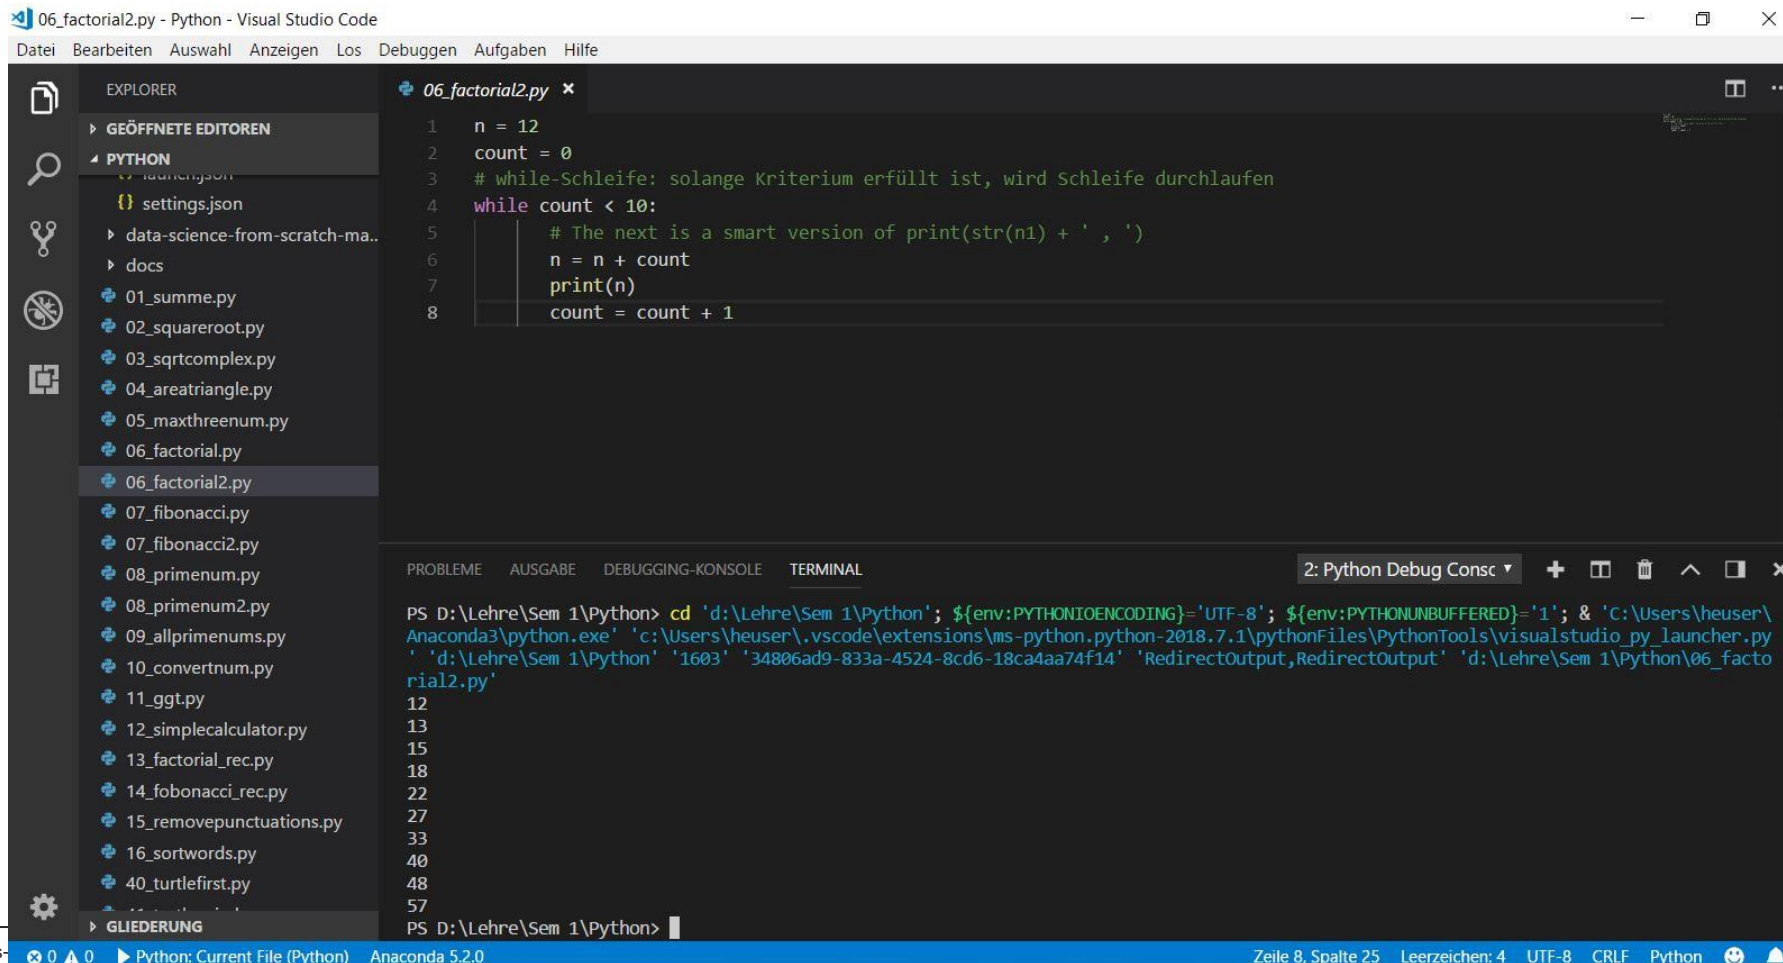 06_factorial2.py - Python - Visual Studio Code
Datei Bearbeiten Auswahl Anzeigen Los Debuggen Aufgaben Hilfe
EXPLORER
GEÖFFNETE EDITOREN
PYTHON
{} launch.json
{} settings.json
data-science-from-scratch-ma..
docs
01_summe.py
02_squareroot.py
03_sqrtcomplex.py
04_areatriangle.py
05_maxthreenum.py
06_factorial.py
06_factorial2.py
07_fibonacci.py
07_fibonacci2.py
08_primenum.py
08_primenum2.py
09_allprimenums.py
10_convertnum.py
11_ggt.py
12_simplecalculator.py
13_factorial_rec.py
14_fobonacci_rec.py
15_removepunctuations.py
16_sortwords.py
40_turtlefirst.py
GLIEDERUNG
06_factorial2.py
1 n = 12
2 count = 0
3 # while-Schleife: solange Kriterium erfüllt ist, wird Schleife durchlaufen
4 while count < 10:
5 # The next is a smart version of print(str(n1) + ' , ')
6 n = n + count
7 print(n)
8 count = count + 1
PROBLEME AUSGABE DEBUGGING-KONSOLE TERMINAL
2: Python Debug Consc
PS D:\Lehre\Sem 1\Python> cd 'd:\Lehre\Sem 1\Python'; ${env:PYTHONIOENCODING}='UTF-8'; ${env:PYTHONUNBUFFERED}='1'; & 'C:\Users\heuser\
Anaconda3\python.exe' 'c:\Users\heuser\.vscode\extensions\ms-python.python-2018.7.1\pythonFiles\PythonTools\visualstudio_py_launcher.py
' 'd:\Lehre\Sem 1\Python' '1603' '34806ad9-833a-4524-8cd6-18ca4aa74f14' 'RedirectOutput,RedirectOutput' 'd:\Lehre\Sem 1\Python\06_facto
rial2.py'
12
13
15
18
22
27
33
40
48
57
PS D:\Lehre\Sem 1\Python>
0 0 Python: Current File (Python) Anaconda 5.2.0
Zeile 8, Spalte 25 Leerzeichen: 4 UTF-8 CRLF Python